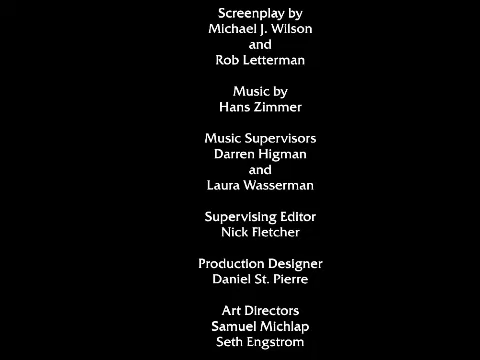 Screenplay by
Michael J. Wilson
and
Rob Letterman
Music by
Hans Zimmer
Music Supervisors
Darren Higman
and
Laura Wasserman
Supervising Editor
Nick Fletcher
Production Designer
Daniel St. Pierre
Art Directors
Samuel Michlap
Seth Engstrom